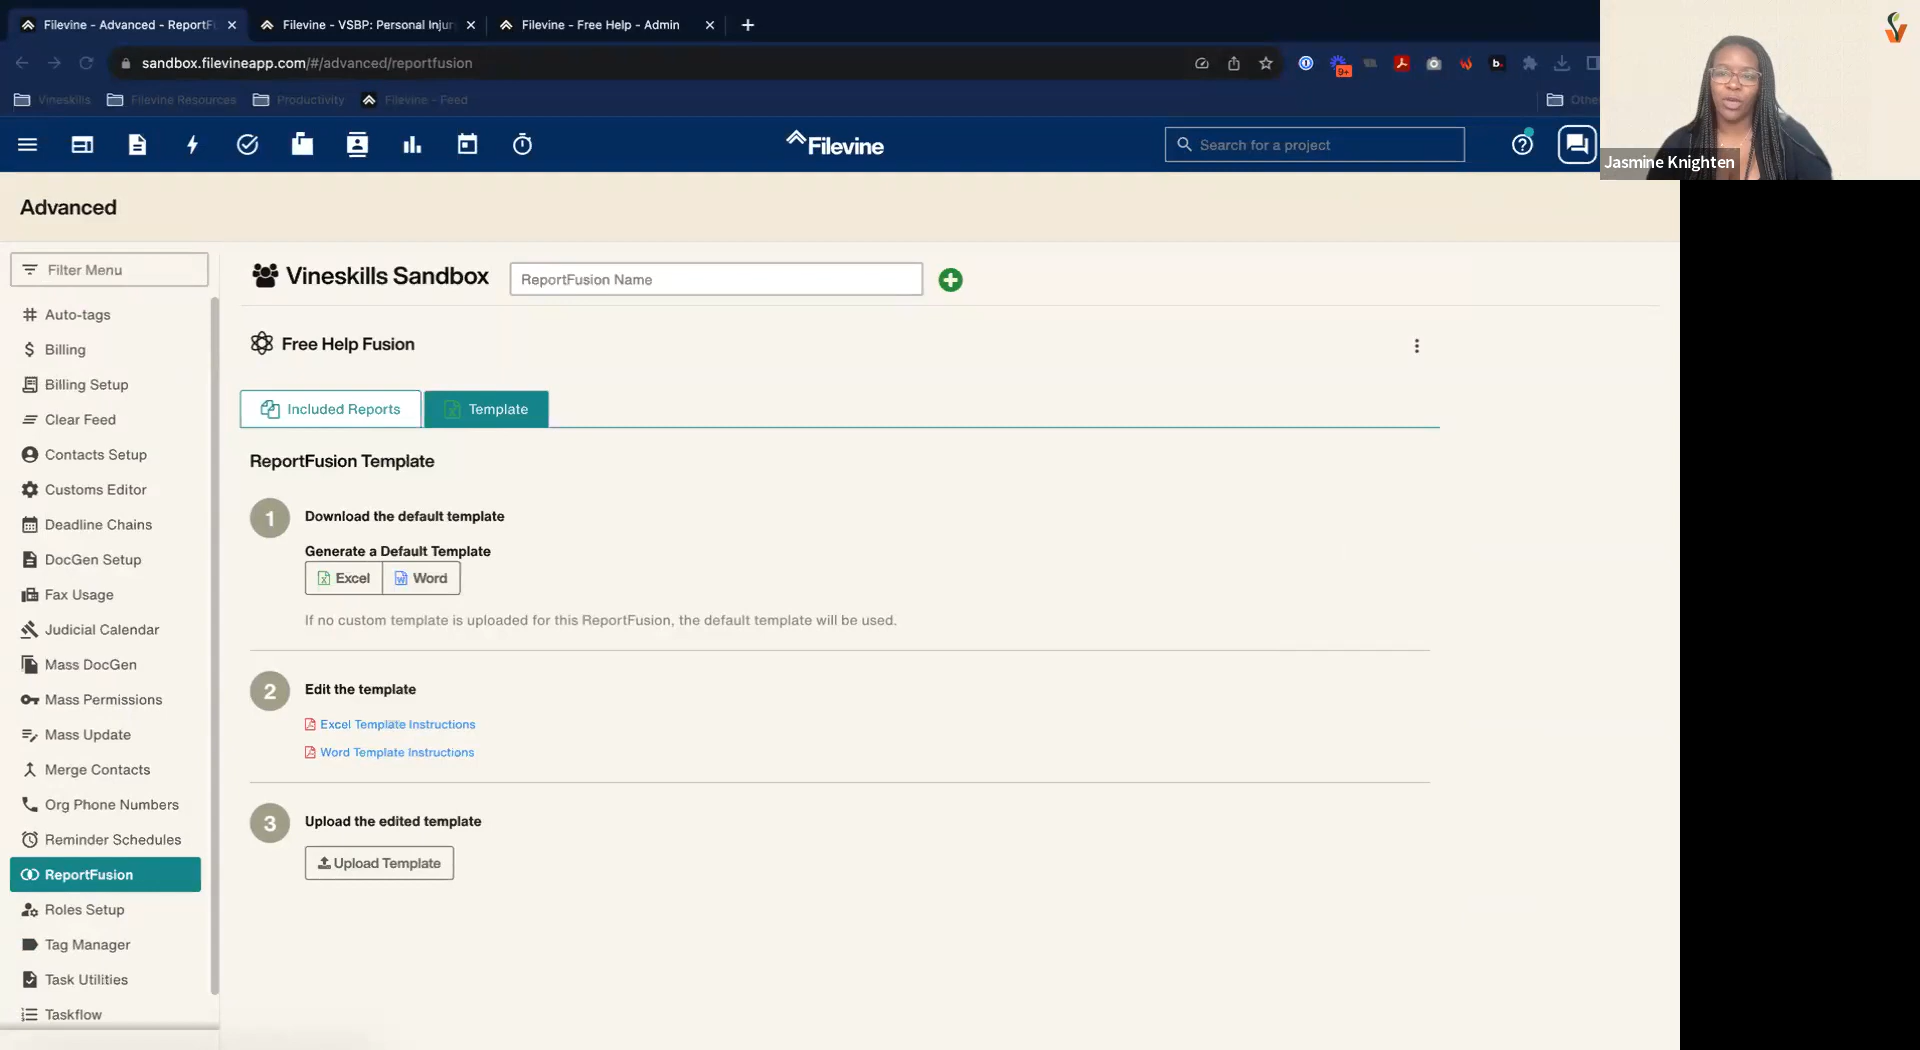 Filevine - Advanced - ReportF
Filevine - VSBP: Personal Injur
Filevine - Free Help - Admin
sandbox.filevineapp.com/#/advanced/reportfusion
9+
b.
Vineskills
Filevine Resources
Productivity
Filevine - Feed
Othe
Filevine
Search for a project
Jasmine Knighten
Advanced
Filter Menu
Auto-tags
Billing
Billing Setup
Clear Feed
Contacts Setup
Customs Editor
Deadline Chains
DocGen Setup
Fax Usage
Judicial Calendar
Mass DocGen
Mass Permissions
Mass Update
Merge Contacts
Org Phone Numbers
Reminder Schedules
ReportFusion
Roles Setup
Tag Manager
Task Utilities
Taskflow
Vineskills Sandbox
ReportFusion Name
Free Help Fusion
Included Reports
Template
ReportFusion Template
1
Download the default template
Generate a Default Template
Excel
Word
If no custom template is uploaded for this ReportFusion, the default template will be used.
2
Edit the template
Excel Template Instructions
Word Template Instructions
3
Upload the edited template
Upload Template